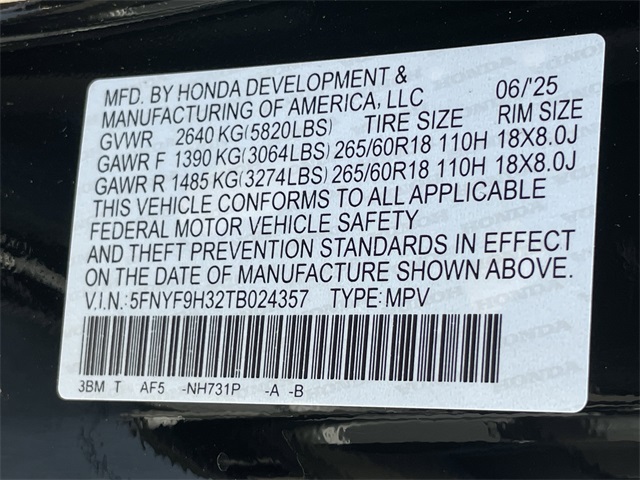 MFD. BY HONDA DEVELOPMENT &
MANUFACTURING OF AMERICA, LLC 06/'25
GVWR 2640 KG(5820LBS) TIRE SIZE RIM SIZE
GAWR F 1390 KG(3064LBS) 265/60R18 110H 18X8.0J
GAWR R 1485 KG(3274LBS) 265/60R18 110H 18X8.0J
THIS VEHICLE CONFORMS TO ALL APPLICABLE
FEDERAL MOTOR VEHICLE SAFETY
AND THEFT PREVENTION STANDARDS IN EFFECT
ON THE DATE OF MANUFACTURE SHOWN ABOVE.
V.I.N.:5FNYF9H32TB024357 TYPE:MPV
3BM T AF5 -NH731P -A -B